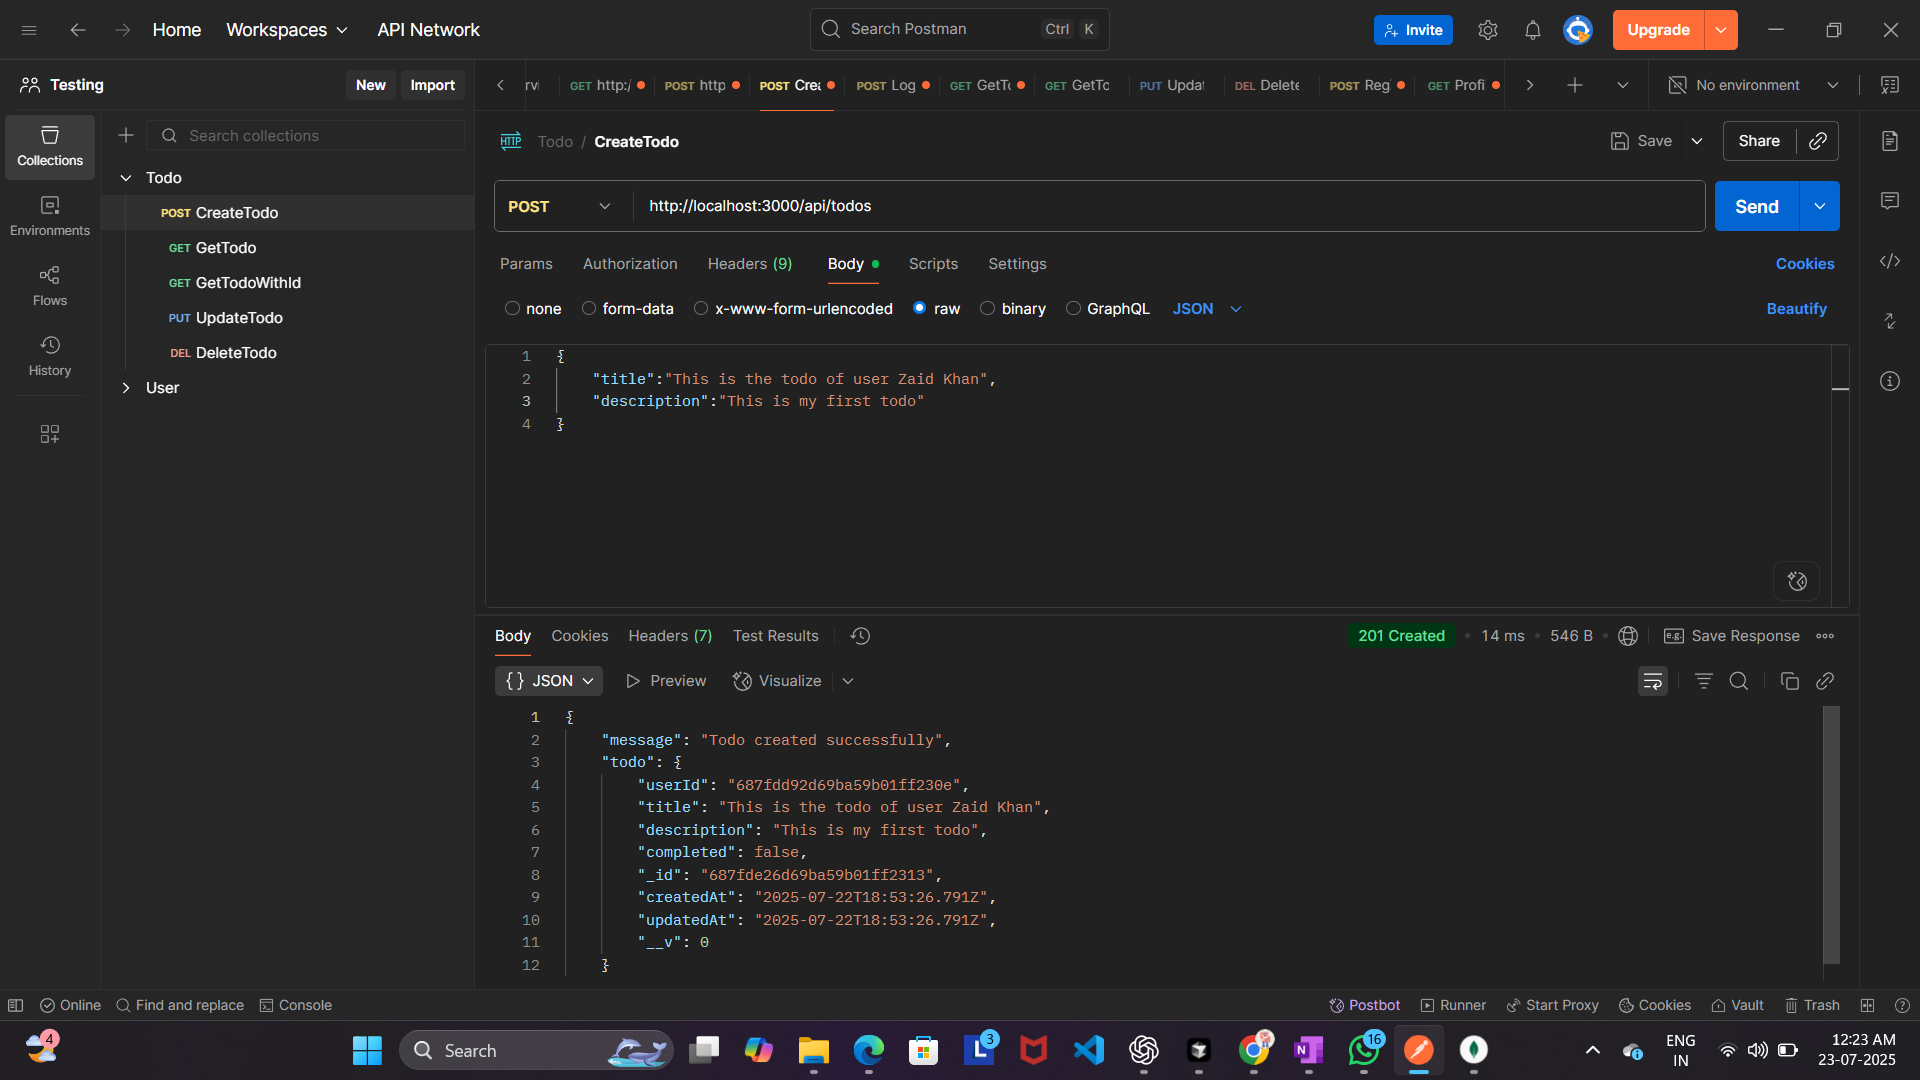 Home Workspaces API Network
Search Postman Ctrl K
Invite Upgrade
Testing New Import
GET http:/ POST http POST Crea POST Log GET GetTo GET GetTo PUT Updat DEL Delete POST Reg GET Profi
No environment
Collections
Environments
Flows
History
Search collections
Todo
POST CreateTodo
GET GetTodo
GET GetTodoWithId
PUT UpdateTodo
DEL DeleteTodo
User
HTTP Todo / CreateTodo
Save Share
POST http://localhost:3000/api/todos
Send
Params Authorization Headers (9) Body Scripts Settings Cookies
none form-data x-www-form-urlencoded raw binary GraphQL JSON Beautify
1 {
2 "title":"This is the todo of user Zaid Khan",
3 "description":"This is my first todo"
4 }
Body Cookies Headers (7) Test Results
201 Created • 14 ms • 546 B • e.g. Save Response
{} JSON Preview Visualize
1 {
2 "message": "Todo created successfully",
3 "todo": {
4 "userId": "687fdd92d69ba59b01ff230e",
5 "title": "This is the todo of user Zaid Khan",
6 "description": "This is my first todo",
7 "completed": false,
8 "_id": "687fde26d69ba59b01ff2313",
9 "createdAt": "2025-07-22T18:53:26.791Z",
10 "updatedAt": "2025-07-22T18:53:26.791Z",
11 "__v": 0
12 }
Online Find and replace Console
Postbot Runner Start Proxy Cookies Vault Trash
4
Search
L 3
N
16
ENG
IN
12:23 AM
23-07-2025